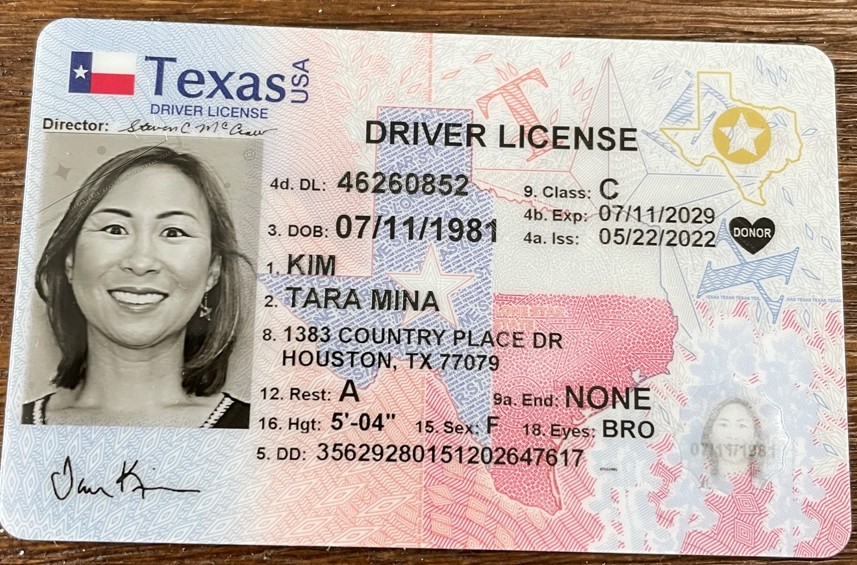 Texas USA
DRIVER LICENSE
Director: Steven C McCraw
DRIVER LICENSE
4d. DL: 46260852
9. Class: C
3. DOB: 07/11/1981
4b. Exp: 07/11/2029
4a. Iss: 05/22/2022
DONOR
1. KIM
2. TARA MINA
8. 1383 COUNTRY PLACE DR
HOUSTON, TX 77079
12. Rest: A
9a. End: NONE
16. Hgt: 5'-04" 15. Sex: F 18. Eyes: BRO
5. DD: 35629280151202647617
07/11/1981